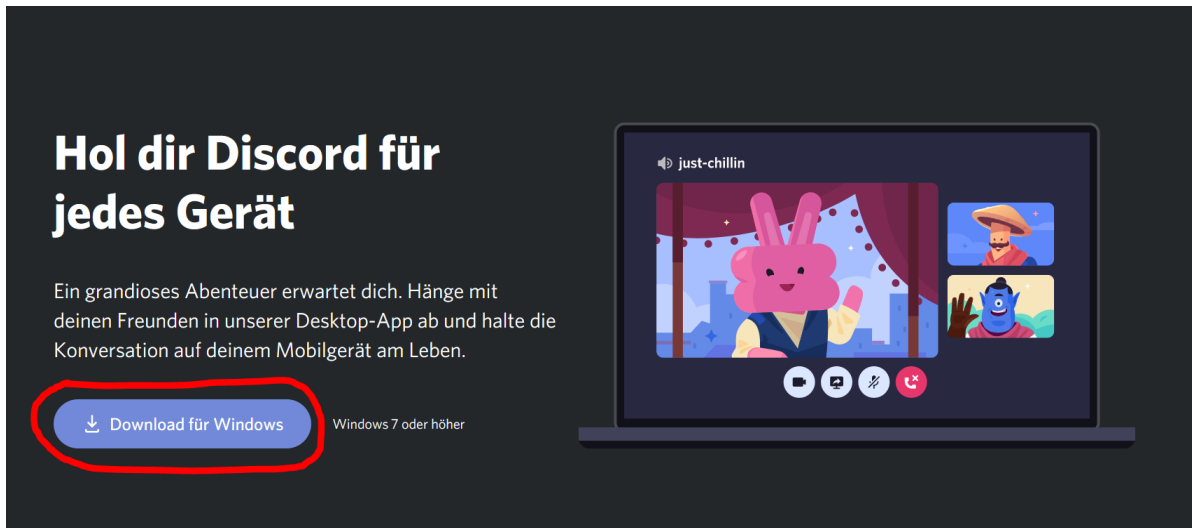 Hol dir Discord für
jedes Gerät
Ein grandioses Abenteuer erwartet dich. Hänge mit
deinen Freunden in unserer Desktop-App ab und halte die
Konversation auf deinem Mobilgerät am Leben.
Download für Windows
Windows 7 oder höher
just-chillin